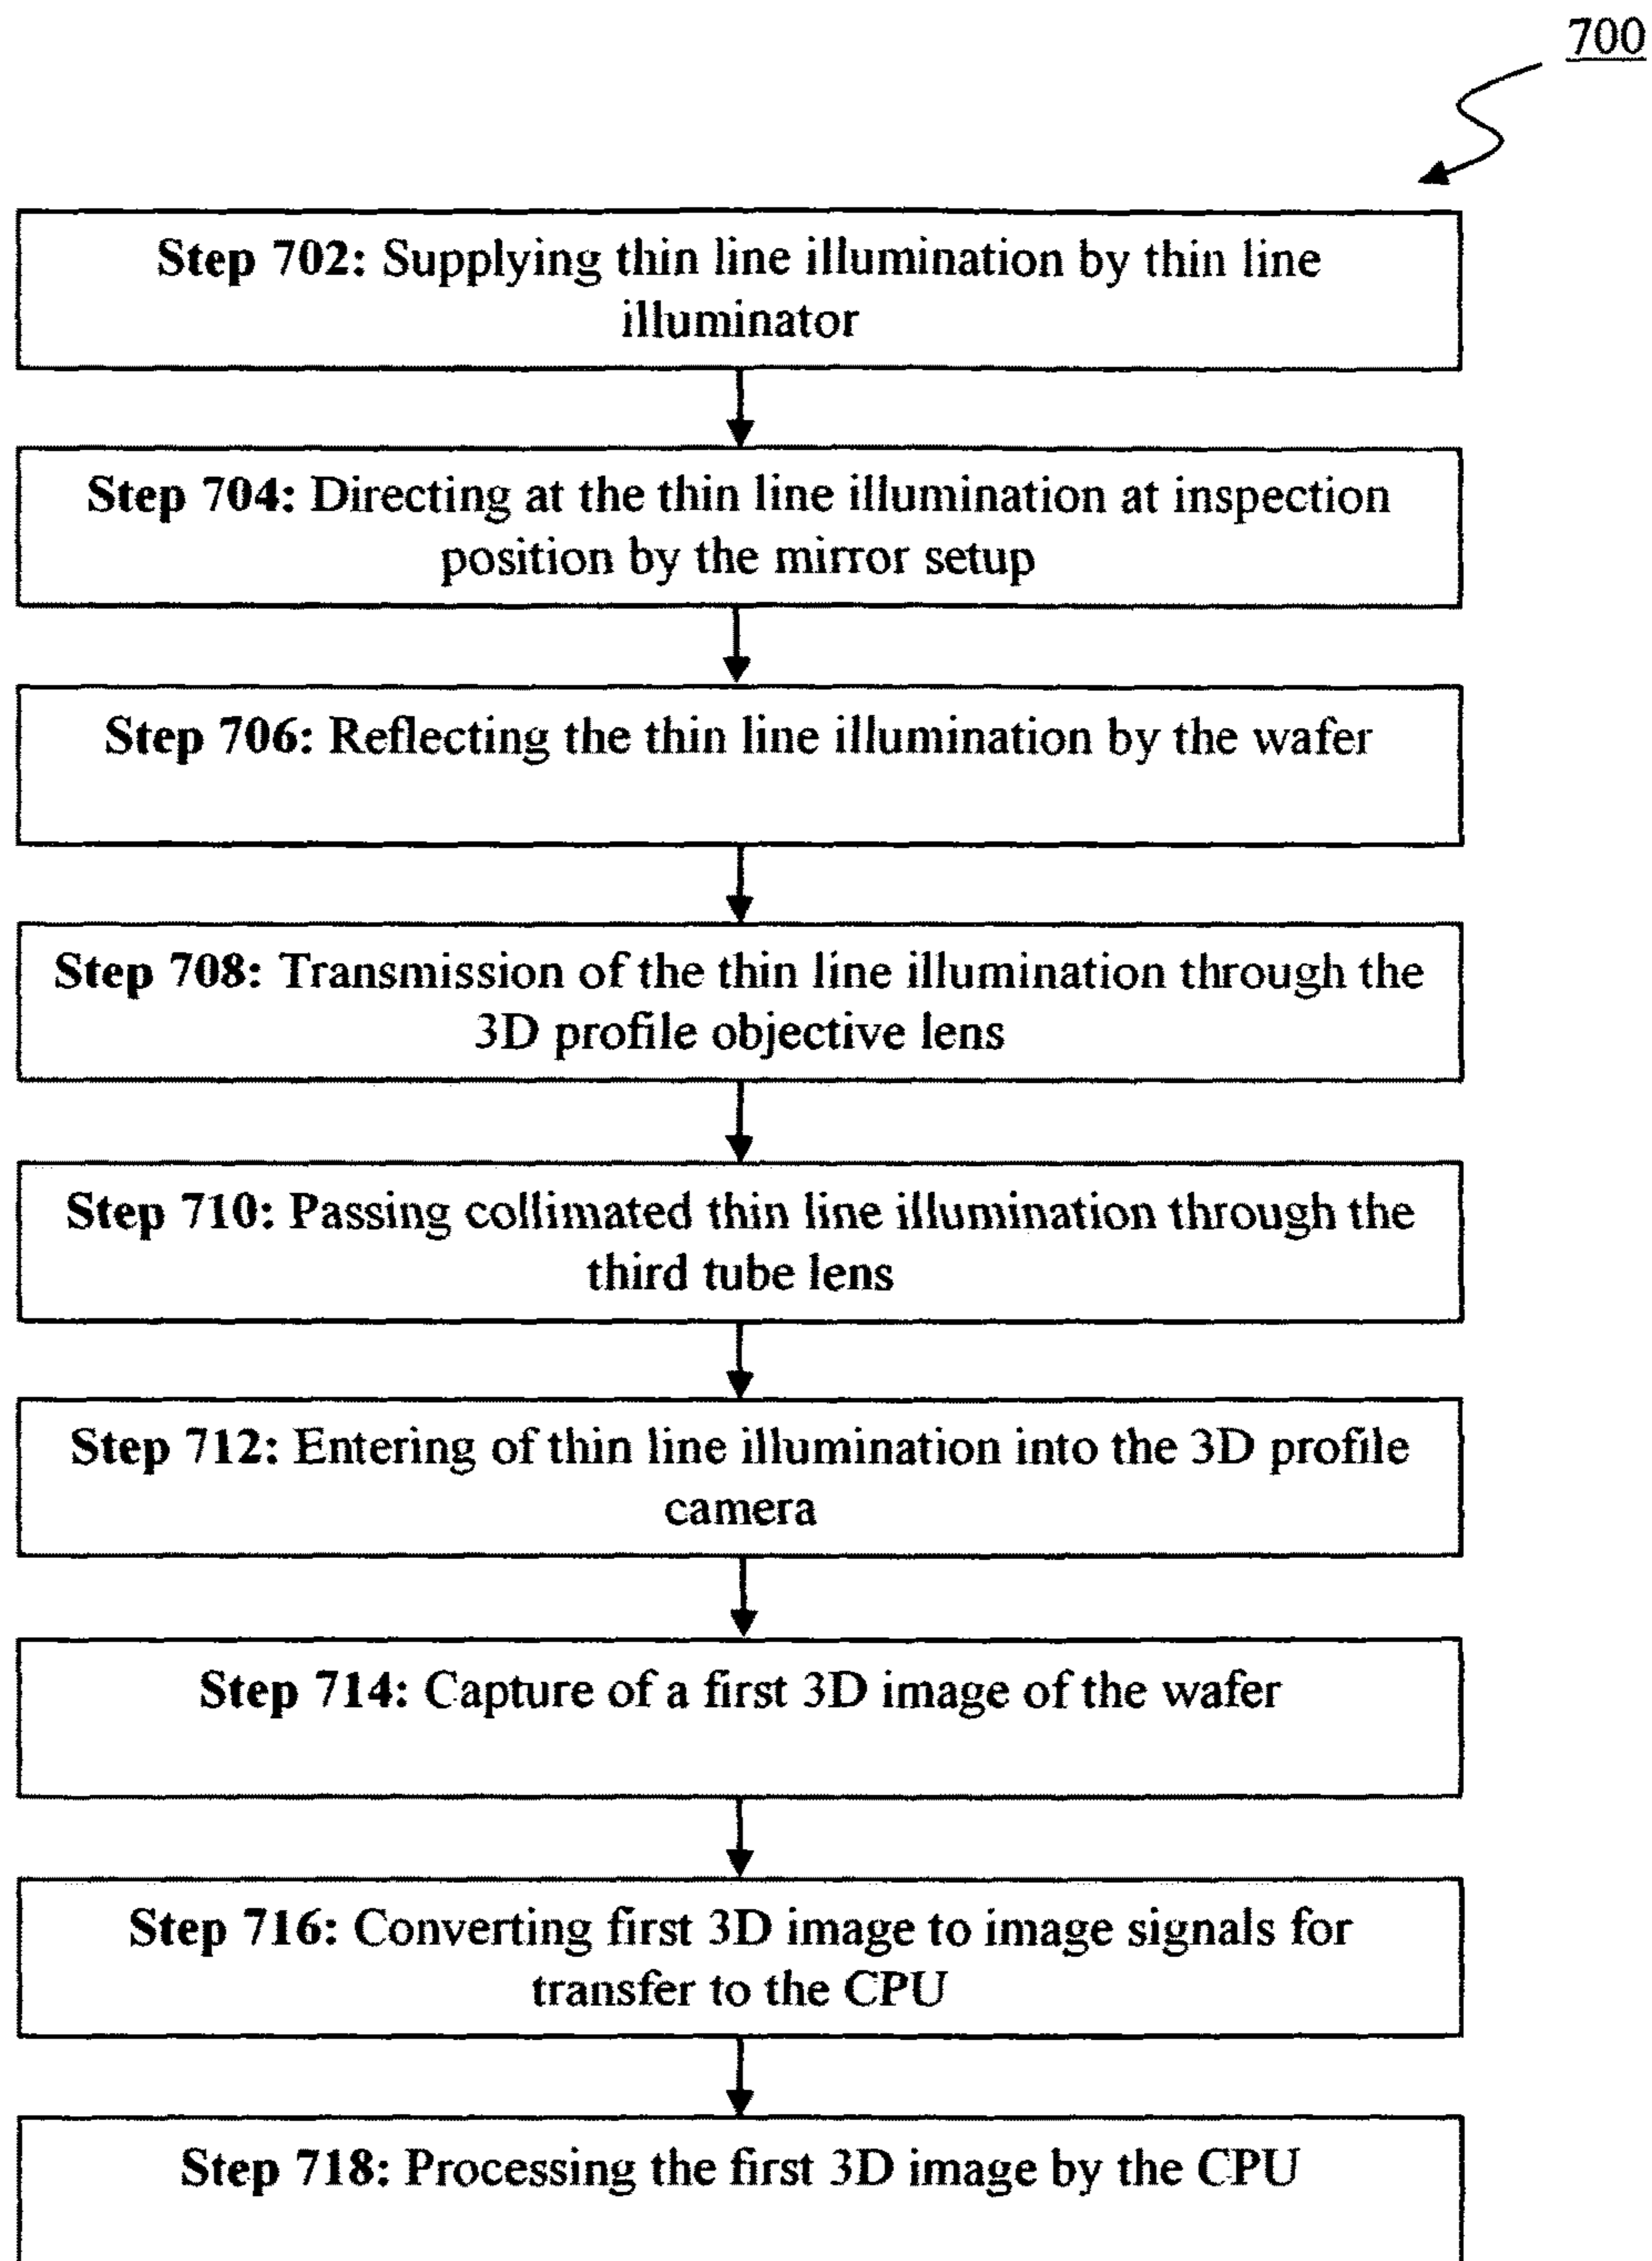 700
Step 702: Supplying thin line illumination by thin line
illuminator
Step 704: Directing at the thin line illumination at inspection
position by the mirror setup
Step 706: Reflecting the thin line illumination by the wafer
Step 708: Transmission of the thin line illumination through the
3D profile objective lens
Step 710: Passing collimated thin line illumination through the
third tube lens
Step 712: Entering of thin line illumination into the 3D profile
camera
Step 714: Capture of a first 3D image of the wafer
Step 716: Converting first 3D image to image signals for
transfer to the CPU
Step 718: Processing the first 3D image by the CPU